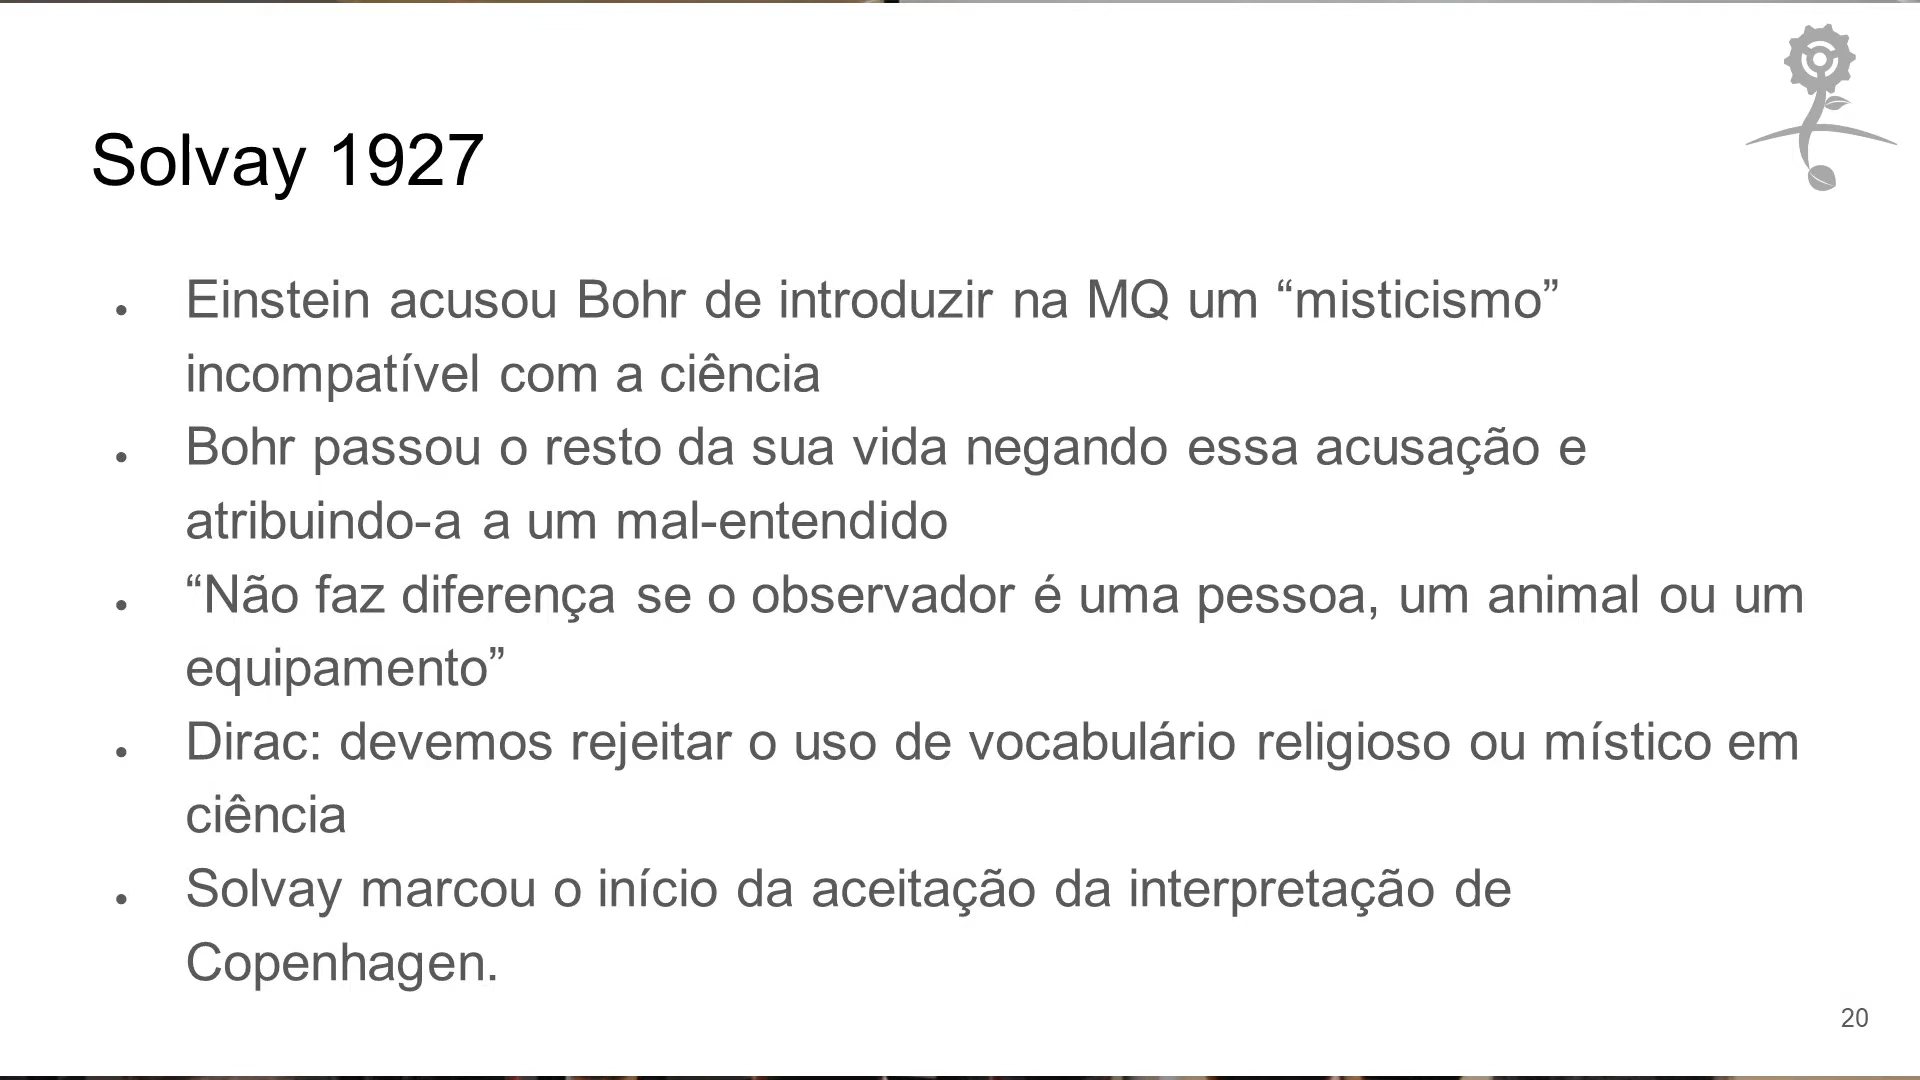 Solvay 1927
• Einstein acusou Bohr de introduzir na MQ um “misticismo”
incompatível com a ciência
• Bohr passou o resto da sua vida negando essa acusação e
atribuindo-a a um mal-entendido
• “Não faz diferença se o observador é uma pessoa, um animal ou um
equipamento”
• Dirac: devemos rejeitar o uso de vocabulário religioso ou místico em
ciência
• Solvay marcou o início da aceitação da interpretação de
Copenhagen.
20